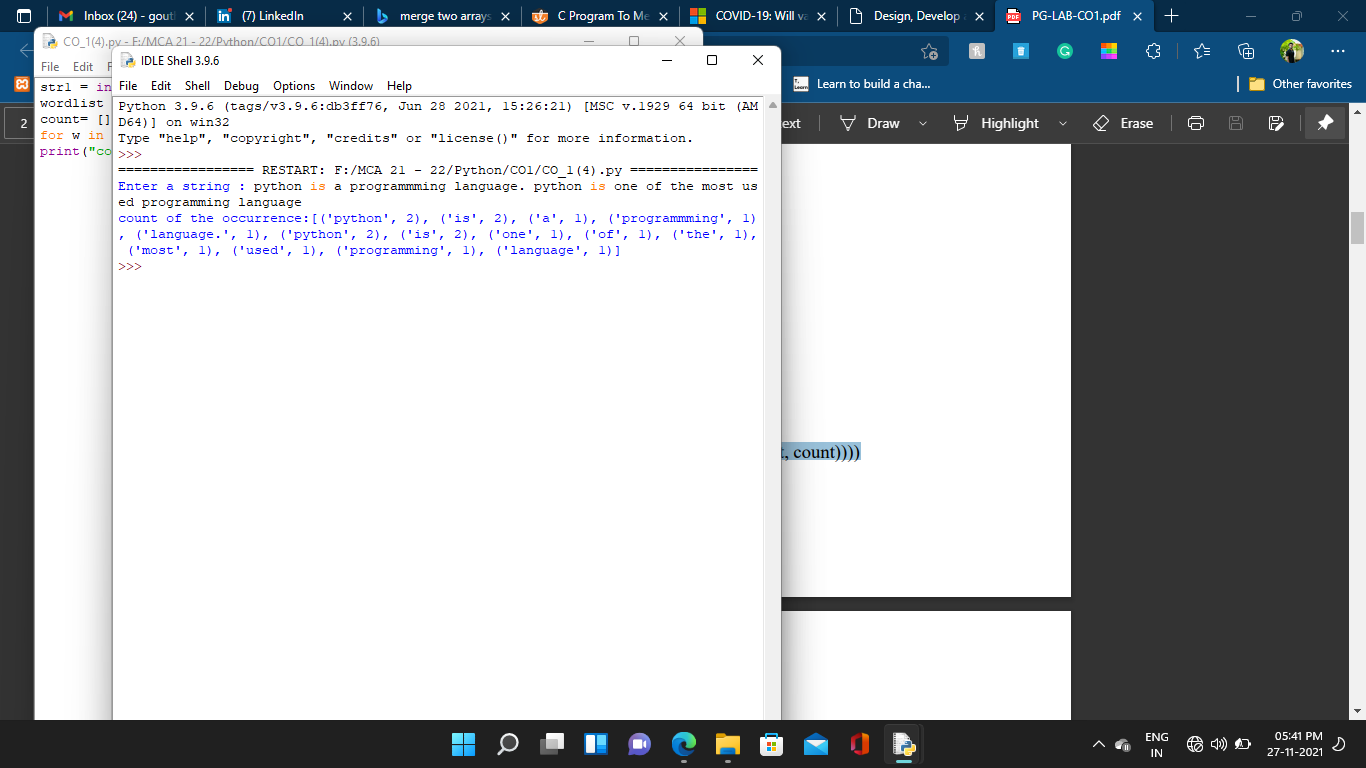 Inbox (24) - gouti
(7) LinkedIn
merge two arrays
C Program To Me
COVID-19: Will va
Design, Develop
PG-LAB-CO1.pdf
CO_1(4).py - F:/MCA 21 - 22/Python/CO1/CO_1(4).py (3.9.6)
File Edit F
IDLE Shell 3.9.6
File Edit Shell Debug Options Window Help
Learn to build a cha...
Other favorites
2
ext
Draw
Highlight
Erase
str1 = in
wordlist
count= []
for w in
print("co
Python 3.9.6 (tags/v3.9.6:db3ff76, Jun 28 2021, 15:26:21) [MSC v.1929 64 bit (AM
D64)] on win32
Type "help", "copyright", "credits" or "license()" for more information.
>>>
================= RESTART: F:/MCA 21 - 22/Python/CO1/CO_1(4).py ================
Enter a string : python is a programmming language. python is one of the most us
ed programming language
count of the occurrence:[('python', 2), ('is', 2), ('a', 1), ('programmming', 1)
, ('language.', 1), ('python', 2), ('is', 2), ('one', 1), ('of', 1), ('the', 1),
('most', 1), ('used', 1), ('programming', 1), ('language', 1)]
>>>
, count))))
ENG
IN
05:41 PM
27-11-2021